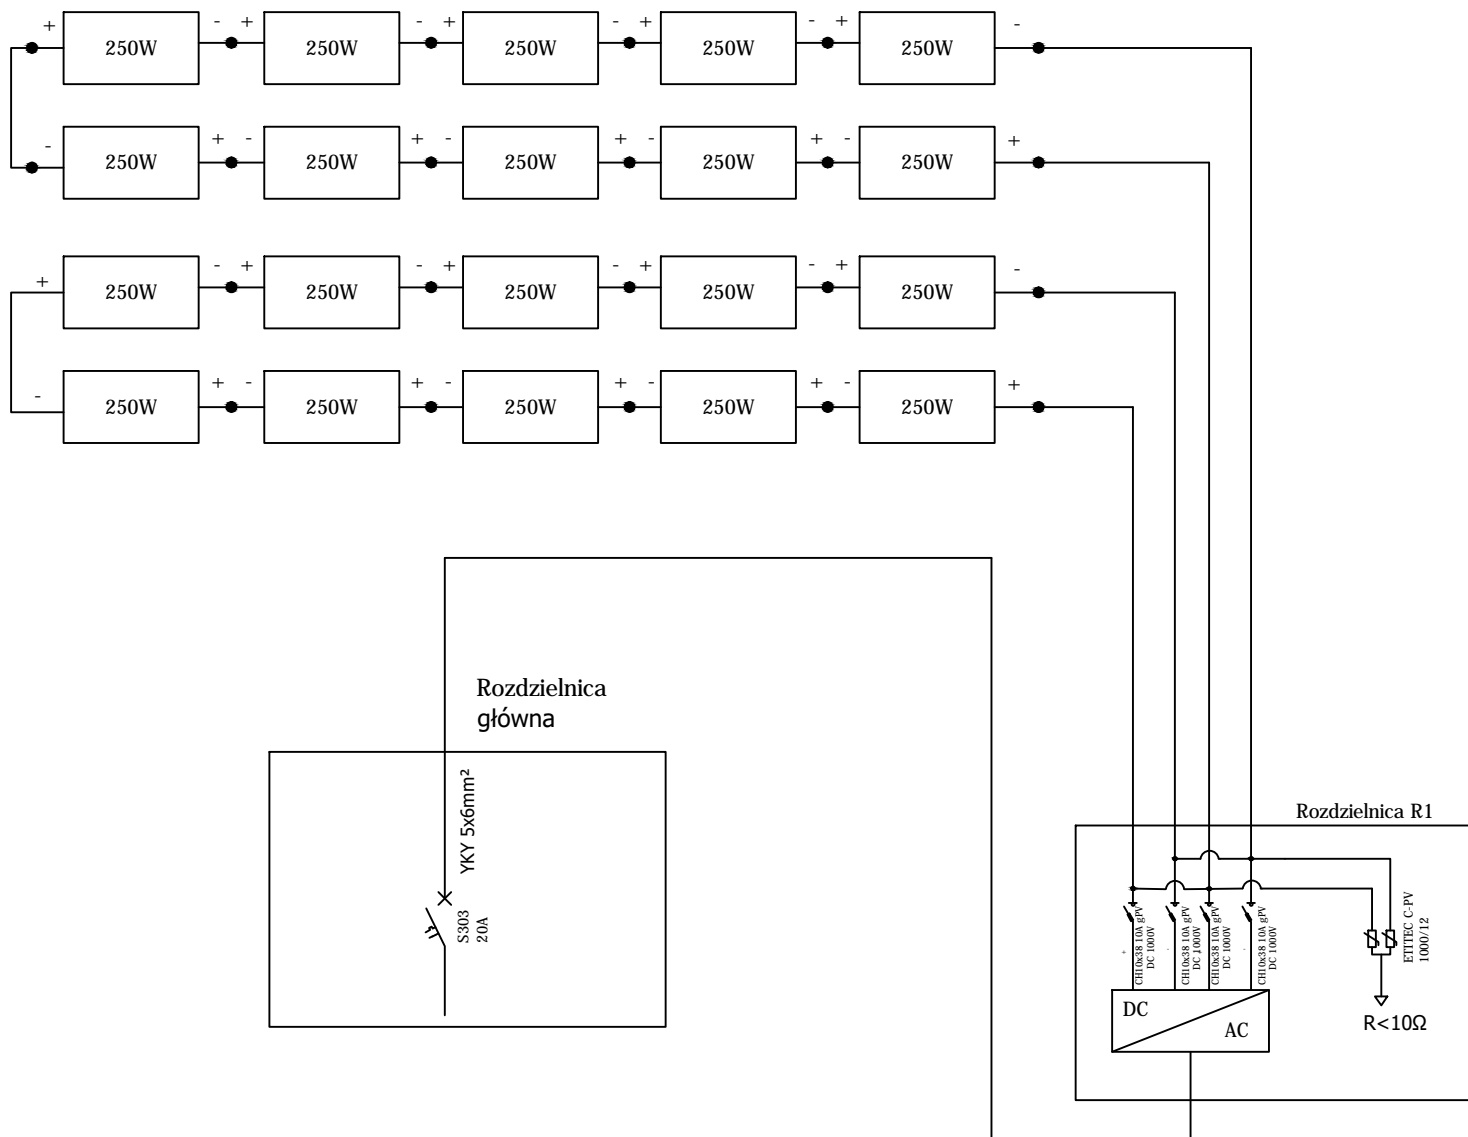 + - + - + - + - + -
250W 250W 250W 250W 250W
- + - + - + - + - +
250W 250W 250W 250W 250W
+ - + - + - + - + -
250W 250W 250W 250W 250W
- + - + - + - + - +
250W 250W 250W 250W 250W
Rozdzielnica
główna
YKY 5x6mm²
S303
20A
Rozdzielnica R1
+
CH10x38 10A gPV
DC 1000V
-
CH10x38 10A gPV
DC 1000V
CH10x38 10A gPV
DC 1000V
-
CH10x38 10A gPV
DC 1000V
ETITEC C-PV
1000/12
DC
AC
R<10Ω